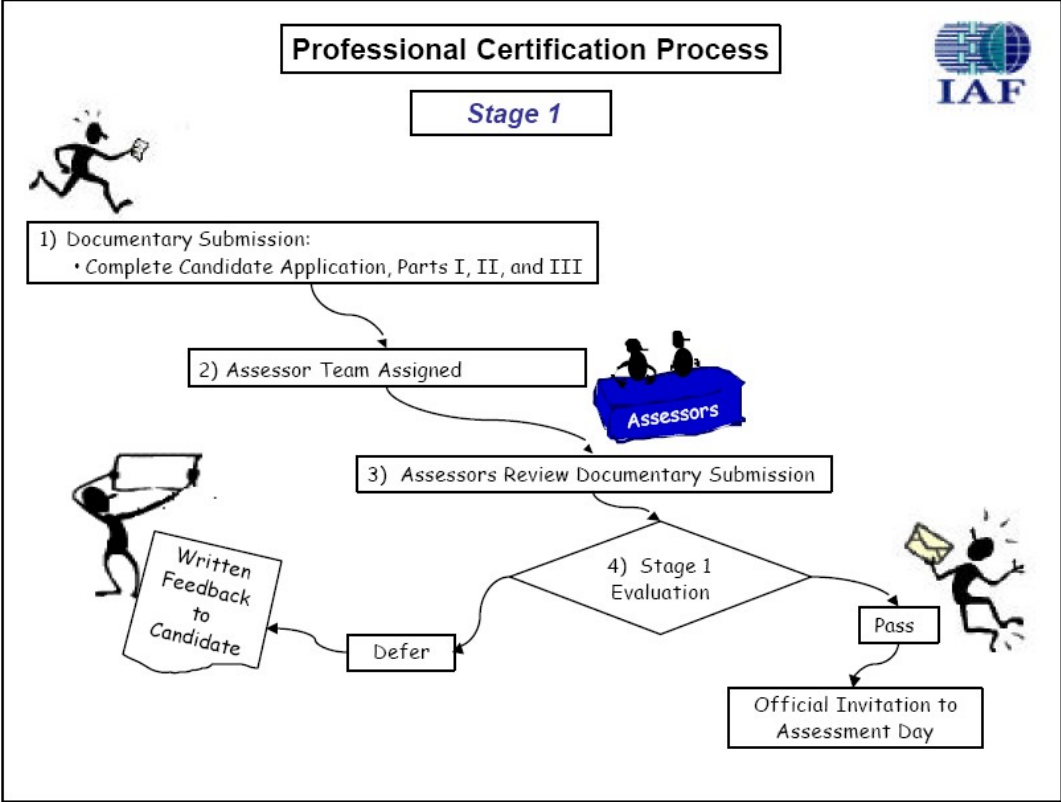 Professional Certification Process
IAF
Stage 1
1) Documentary Submission:
• Complete Candidate Application, Parts I, II, and III
2) Assessor Team Assigned
Assessors
3) Assessors Review Documentary Submission
4) Stage 1
Evaluation
Written
Feedback
to
Candidate
Defer
Pass
Official Invitation to
Assessment Day